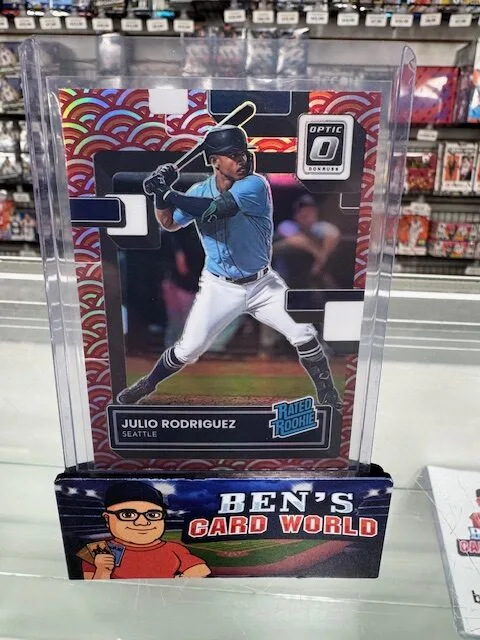 OPTIC
DONRUSS
RATED
ROOKIE
JULIO RODRIGUEZ
SEATTLE
BEN'S
CARD WORLD